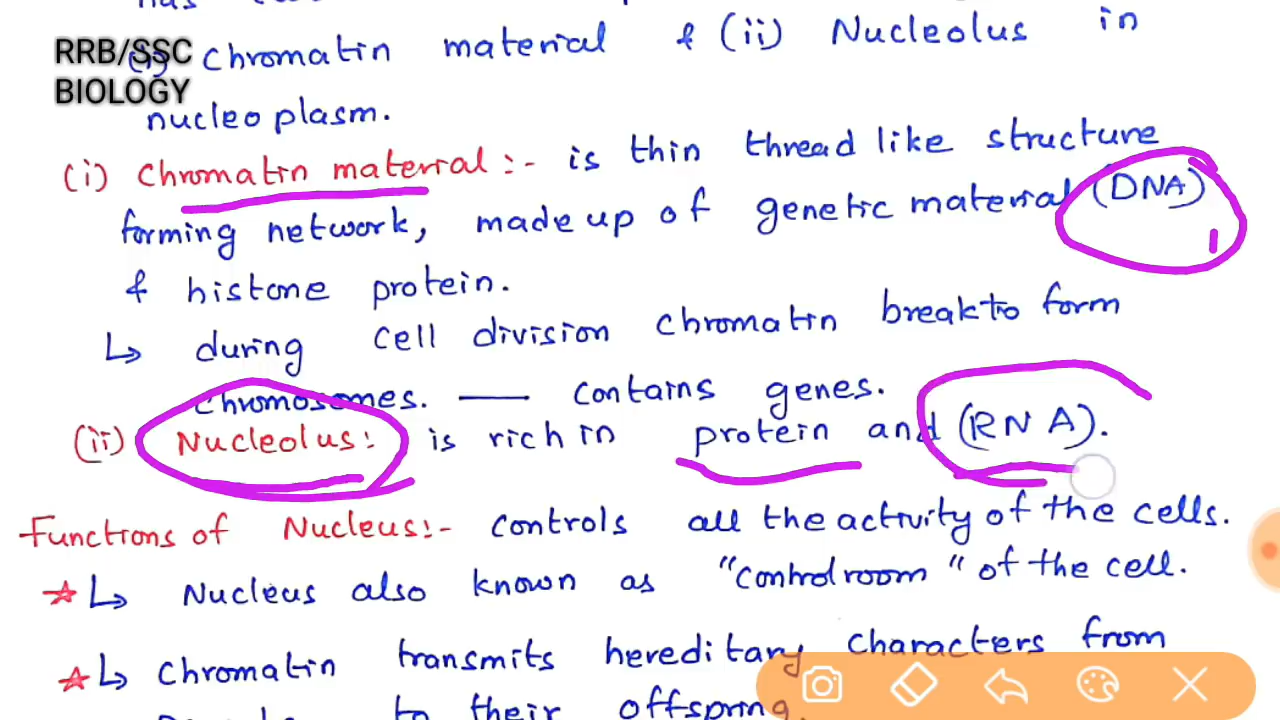 RRB/SSC
BIOLOGY
(i) chromatin material & (ii) Nucleolus in
nucleoplasm.
(i) Chromatin material :- is thin thread like structure
forming network, made up of genetic material (DNA)
& histone protein.
↳ during cell division chromatin break to form
chromosomes. — contains genes.
(ii) Nucleolus: is rich in protein and (RNA).
Functions of Nucleus:- controls all the activity of the cells.
☆ ↳ Nucleus also known as "control room" of the cell.
☆ ↳ Chromatin transmits hereditary characters from
to their offspring.